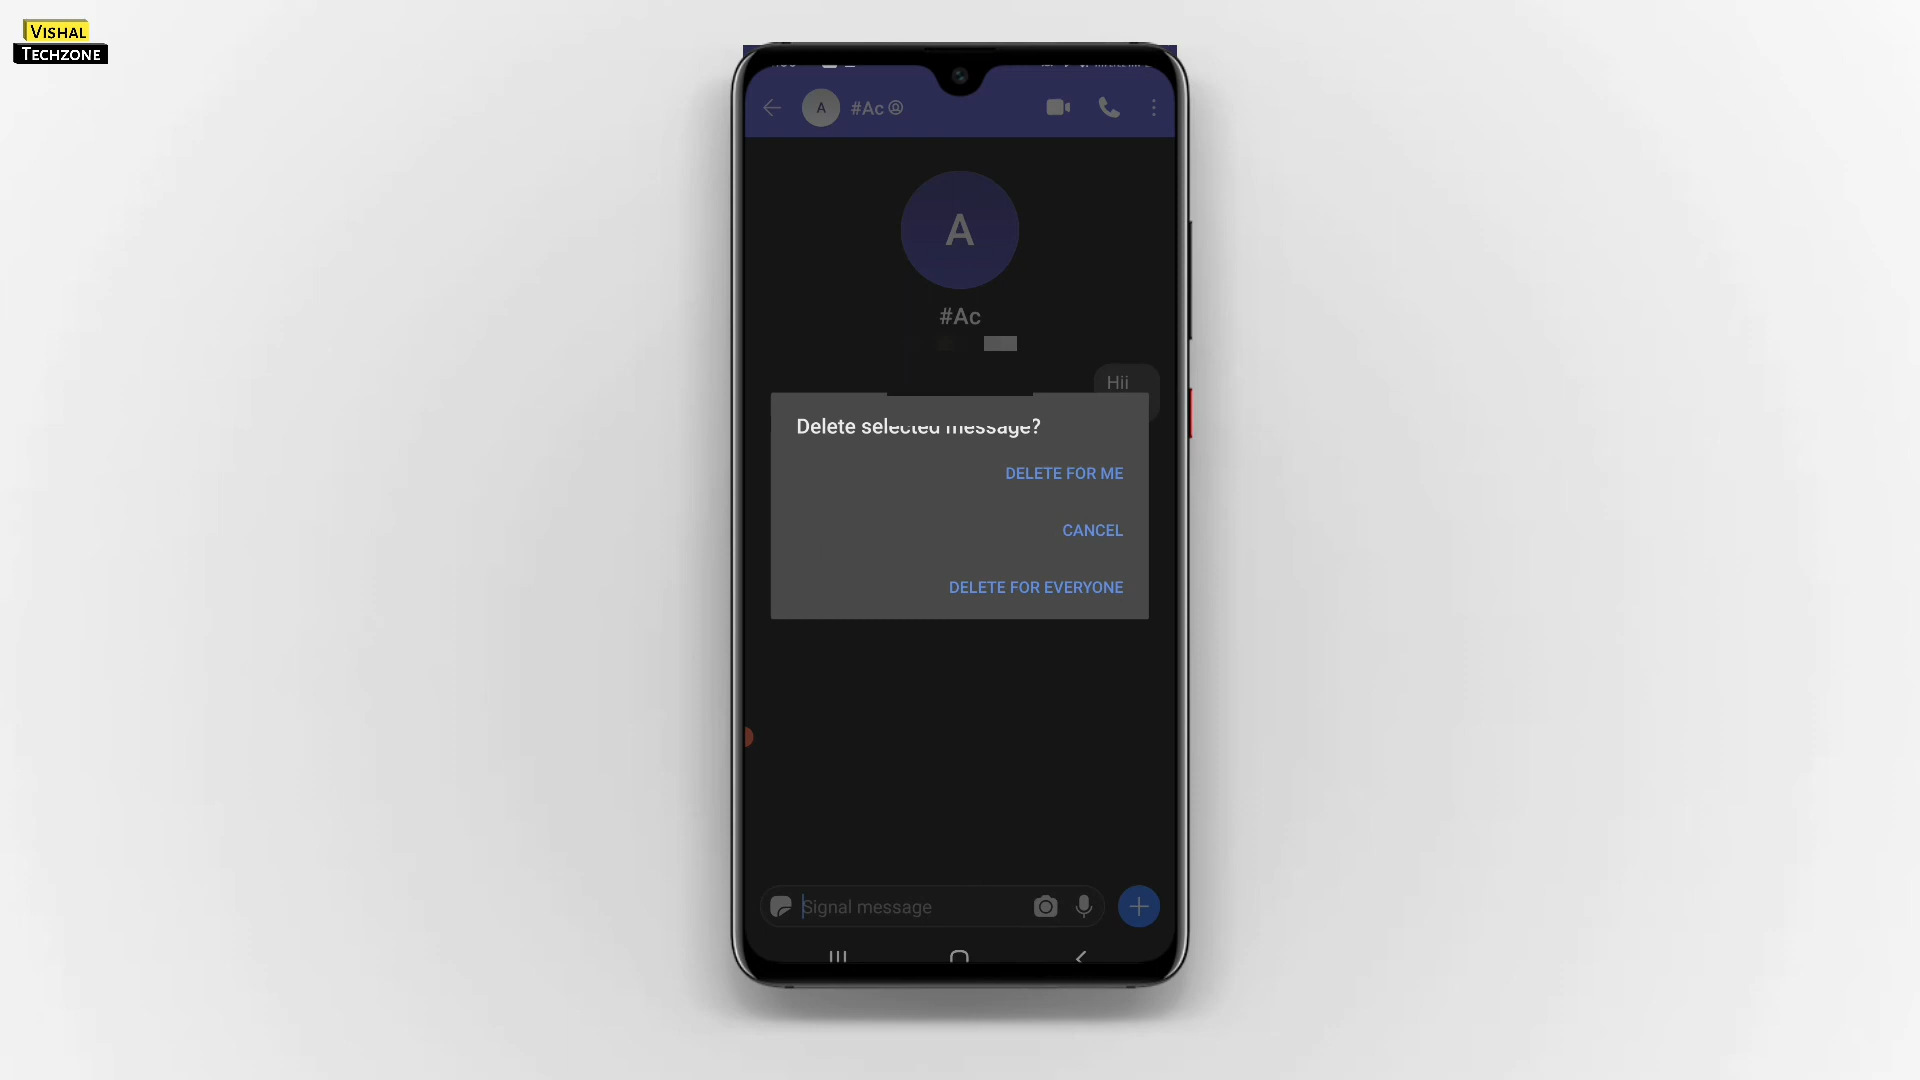 VISHAL
TECHZONE
A #Ac
A
#Ac
Hii
Delete selected message?
DELETE FOR ME
CANCEL
DELETE FOR EVERYONE
Signal message